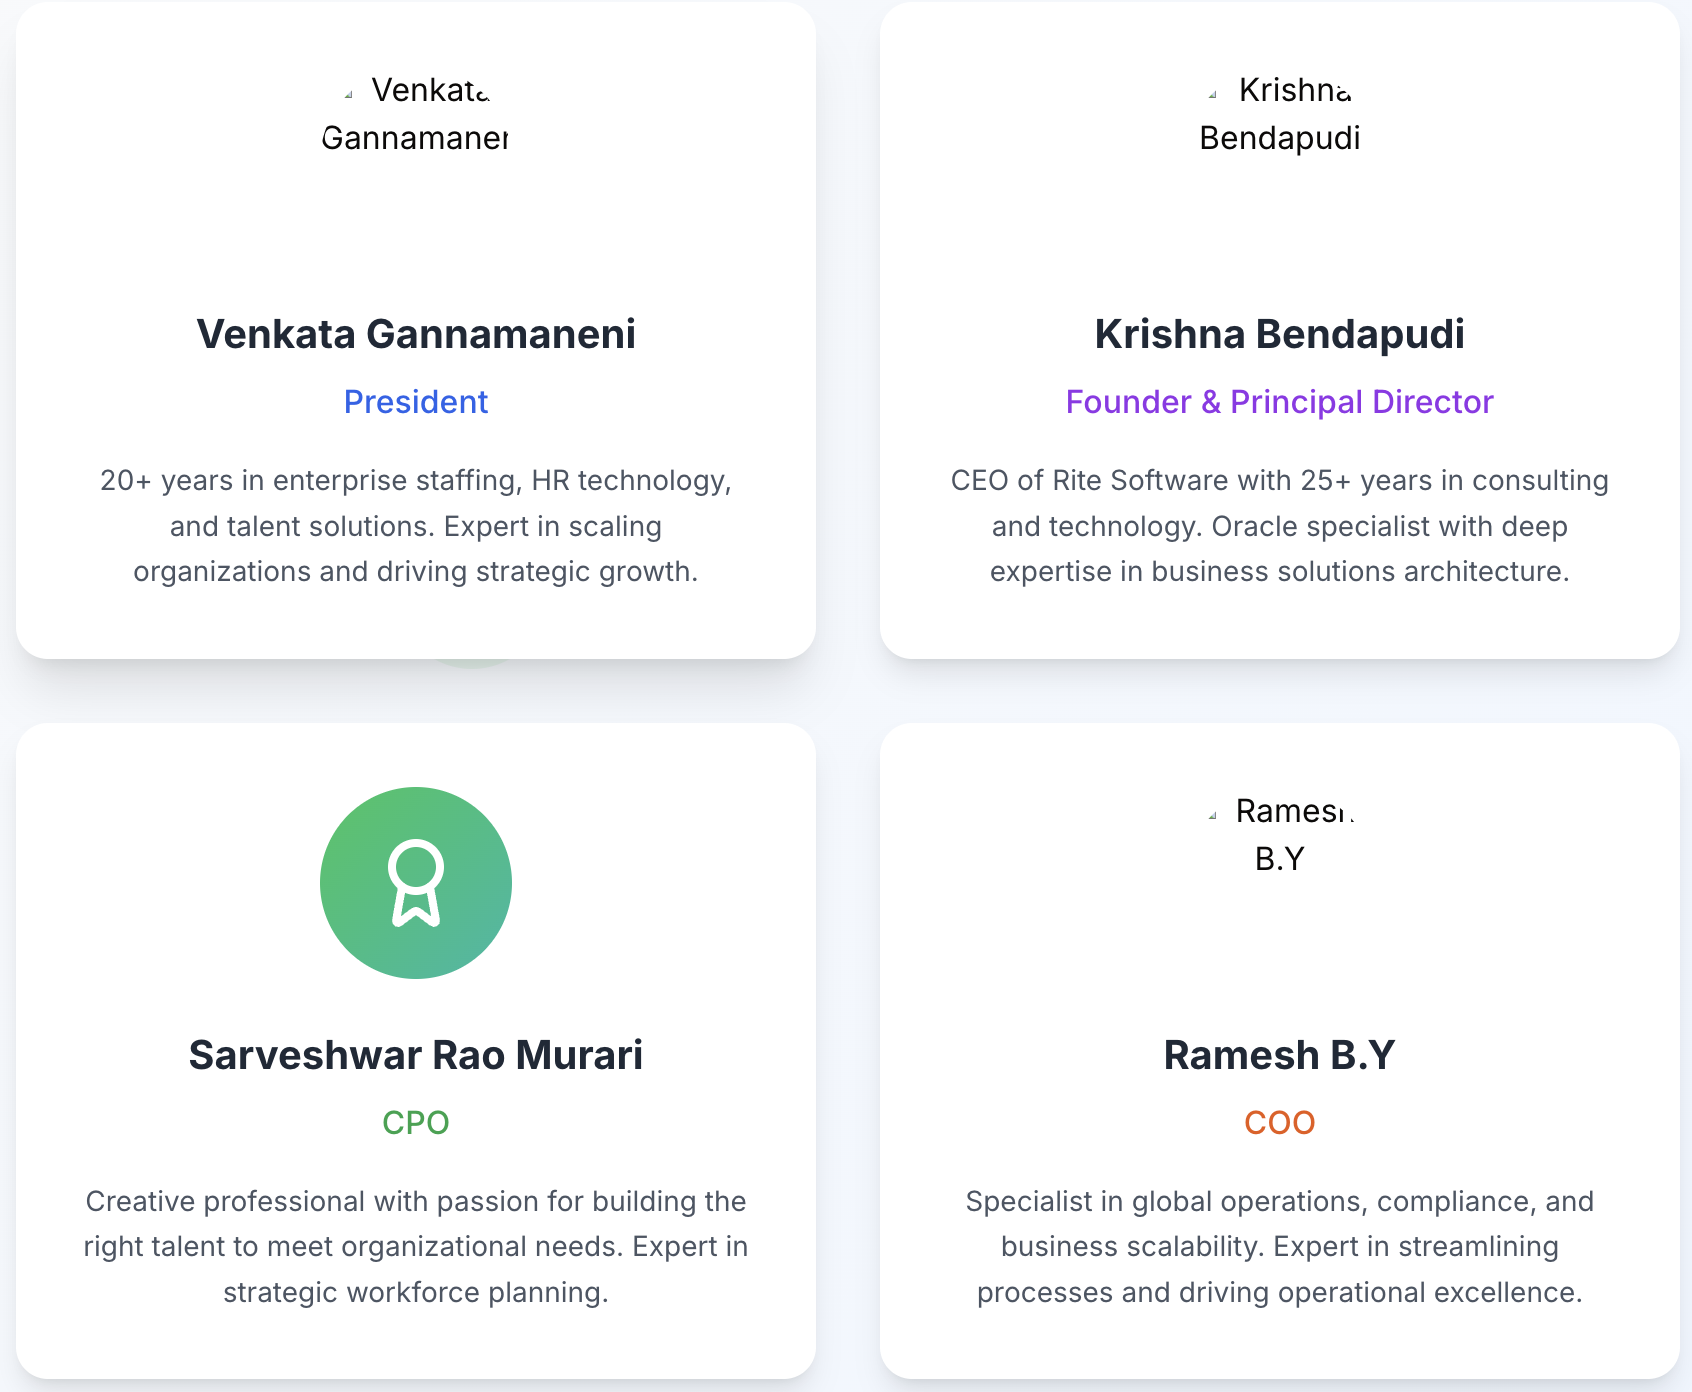 Venkata
Gannamaneni
Venkata Gannamaneni
President
20+ years in enterprise staffing, HR technology,
and talent solutions. Expert in scaling
organizations and driving strategic growth.
Krishna
Bendapudi
Krishna Bendapudi
Founder & Principal Director
CEO of Rite Software with 25+ years in consulting
and technology. Oracle specialist with deep
expertise in business solutions architecture.
Sarveshwar Rao Murari
CPO
Creative professional with passion for building the
right talent to meet organizational needs. Expert in
strategic workforce planning.
Ramesh
B.Y
Ramesh B.Y
COO
Specialist in global operations, compliance, and
business scalability. Expert in streamlining
processes and driving operational excellence.